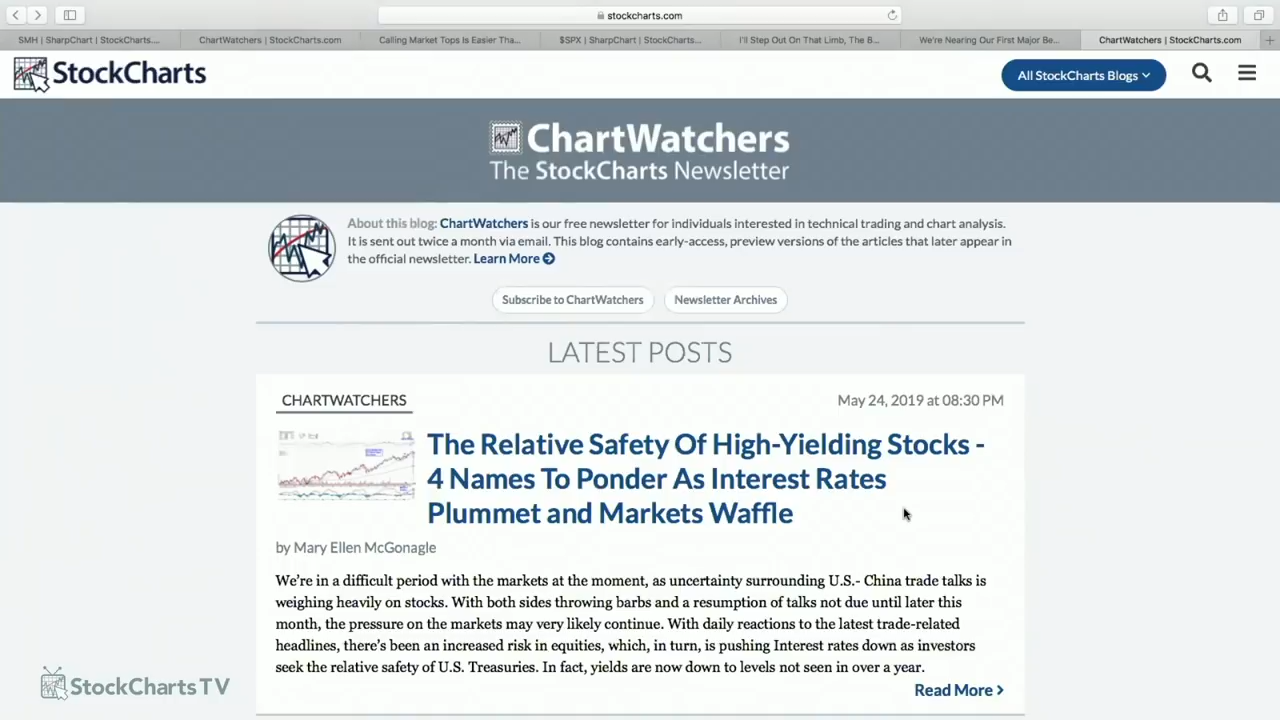 stockcharts.com
SMH | SharpChart | StockCharts....
ChartWatchers | StockCharts.com
Calling Market Tops Is Easier Tha...
$SPX | SharpChart | StockCharts...
I'll Step Out On That Limb, The B...
We're Nearing Our First Major Be...
ChartWatchers | StockCharts.com
StockCharts
All StockCharts Blogs
ChartWatchers
The StockCharts Newsletter
About this blog: ChartWatchers is our free newsletter for individuals interested in technical trading and chart analysis.
It is sent out twice a month via email. This blog contains early-access, preview versions of the articles that later appear in
the official newsletter. Learn More
Subscribe to ChartWatchers
Newsletter Archives
LATEST POSTS
CHARTWATCHERS
May 24, 2019 at 08:30 PM
The Relative Safety Of High-Yielding Stocks -
4 Names To Ponder As Interest Rates
Plummet and Markets Waffle
by Mary Ellen McGonagle
We're in a difficult period with the markets at the moment, as uncertainty surrounding U.S.- China trade talks is
weighing heavily on stocks. With both sides throwing barbs and a resumption of talks not due until later this
month, the pressure on the markets may very likely continue. With daily reactions to the latest trade-related
headlines, there's been an increased risk in equities, which, in turn, is pushing Interest rates down as investors
seek the relative safety of U.S. Treasuries. In fact, yields are now down to levels not seen in over a year.
Read More
StockCharts TV